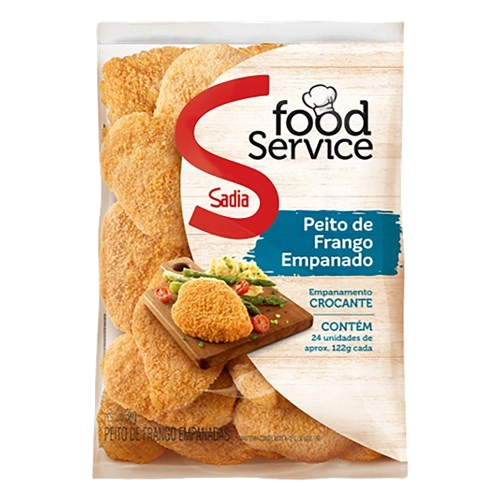 food
Service
Sadia
Peito de
Frango
Empanado
Empanamento
CROCANTE
CONTÉM
24 unidades de
aprox. 122g cada
PEITO DE FRANGO EMPANADAS